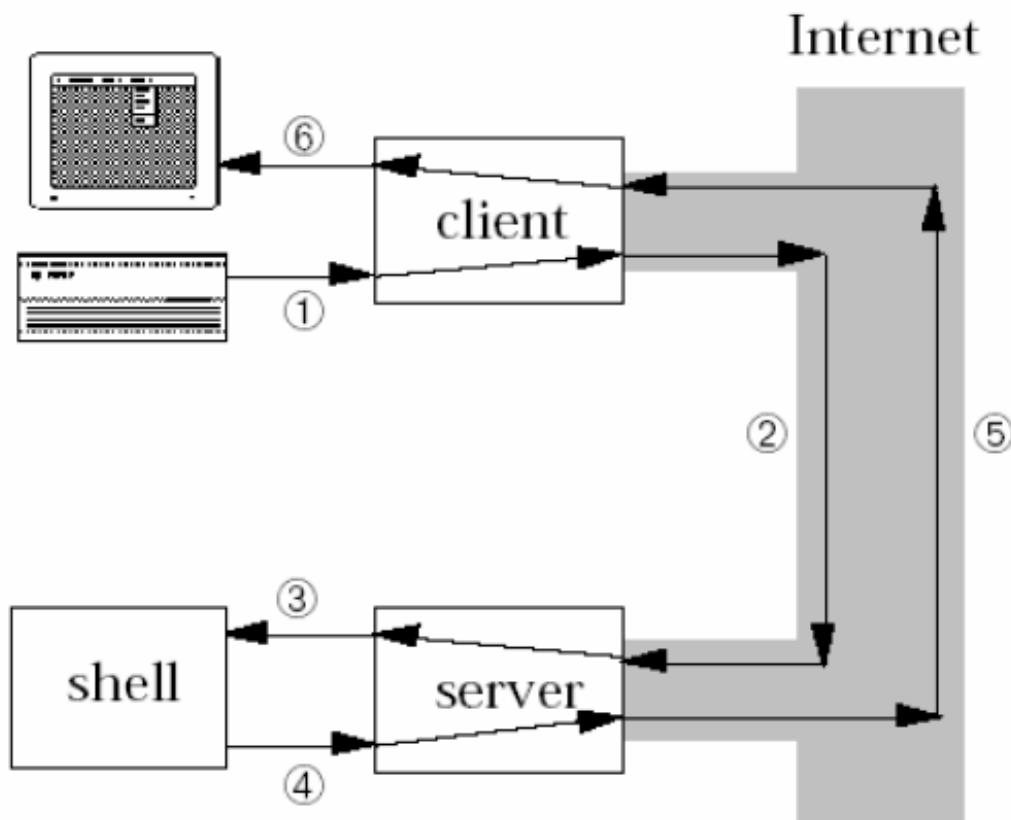 Internet
⑥
client
①
②
⑤
③
shell
server
④